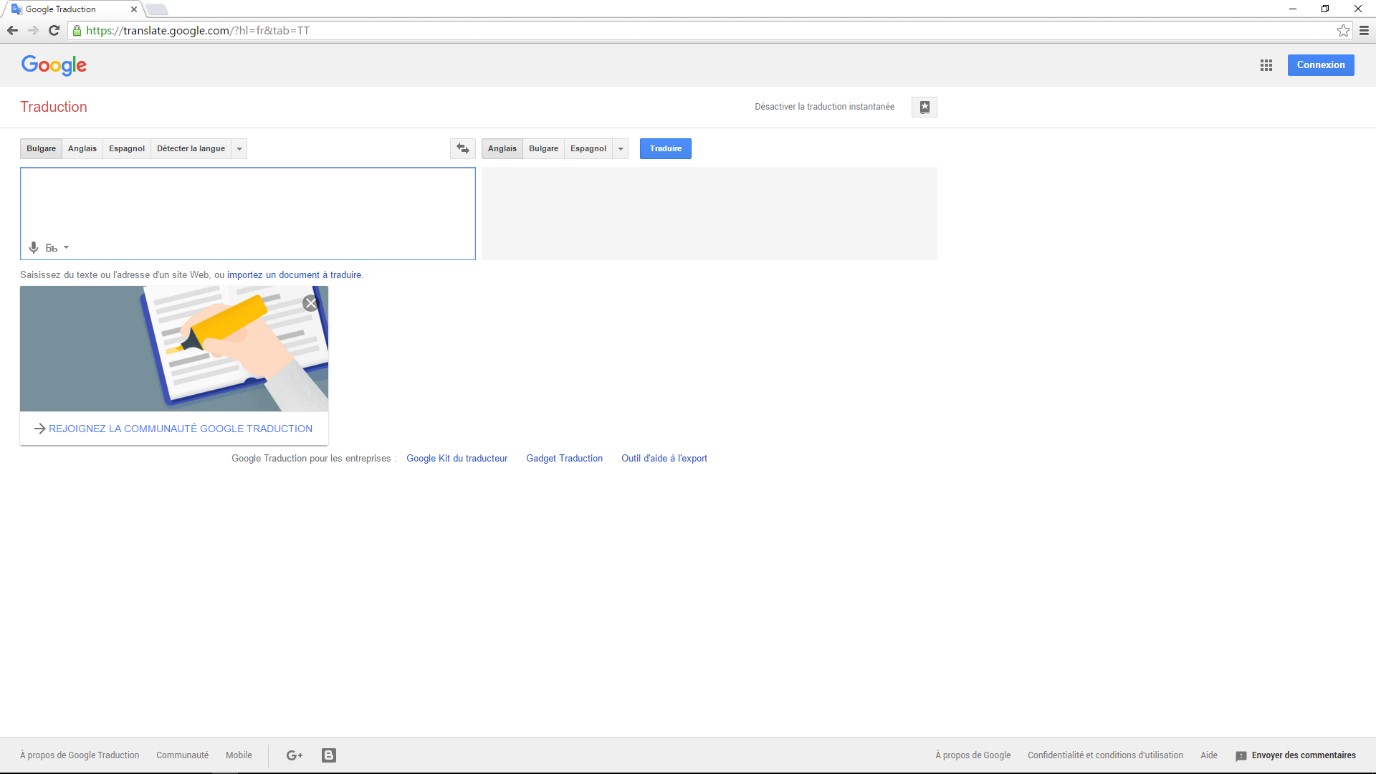 Google Traduction
https://translate.google.com/?hl=fr&tab=TT
Google
Connexion
Traduction
Désactiver la traduction instantanée
Bulgare Anglais Espagnol Détecter la langue
Anglais Bulgare Espagnol Traduire
Saisissez du texte ou l'adresse d'un site Web, ou importez un document à traduire.
REJOIGNEZ LA COMMUNAUTÉ GOOGLE TRADUCTION
Google Traduction pour les entreprises : Google Kit du traducteur Gadget Traduction Outil d'aide à l'export
À propos de Google Traduction Communauté Mobile G+ B À propos de Google Confidentialité et conditions d'utilisation Aide Envoyer des commentaires